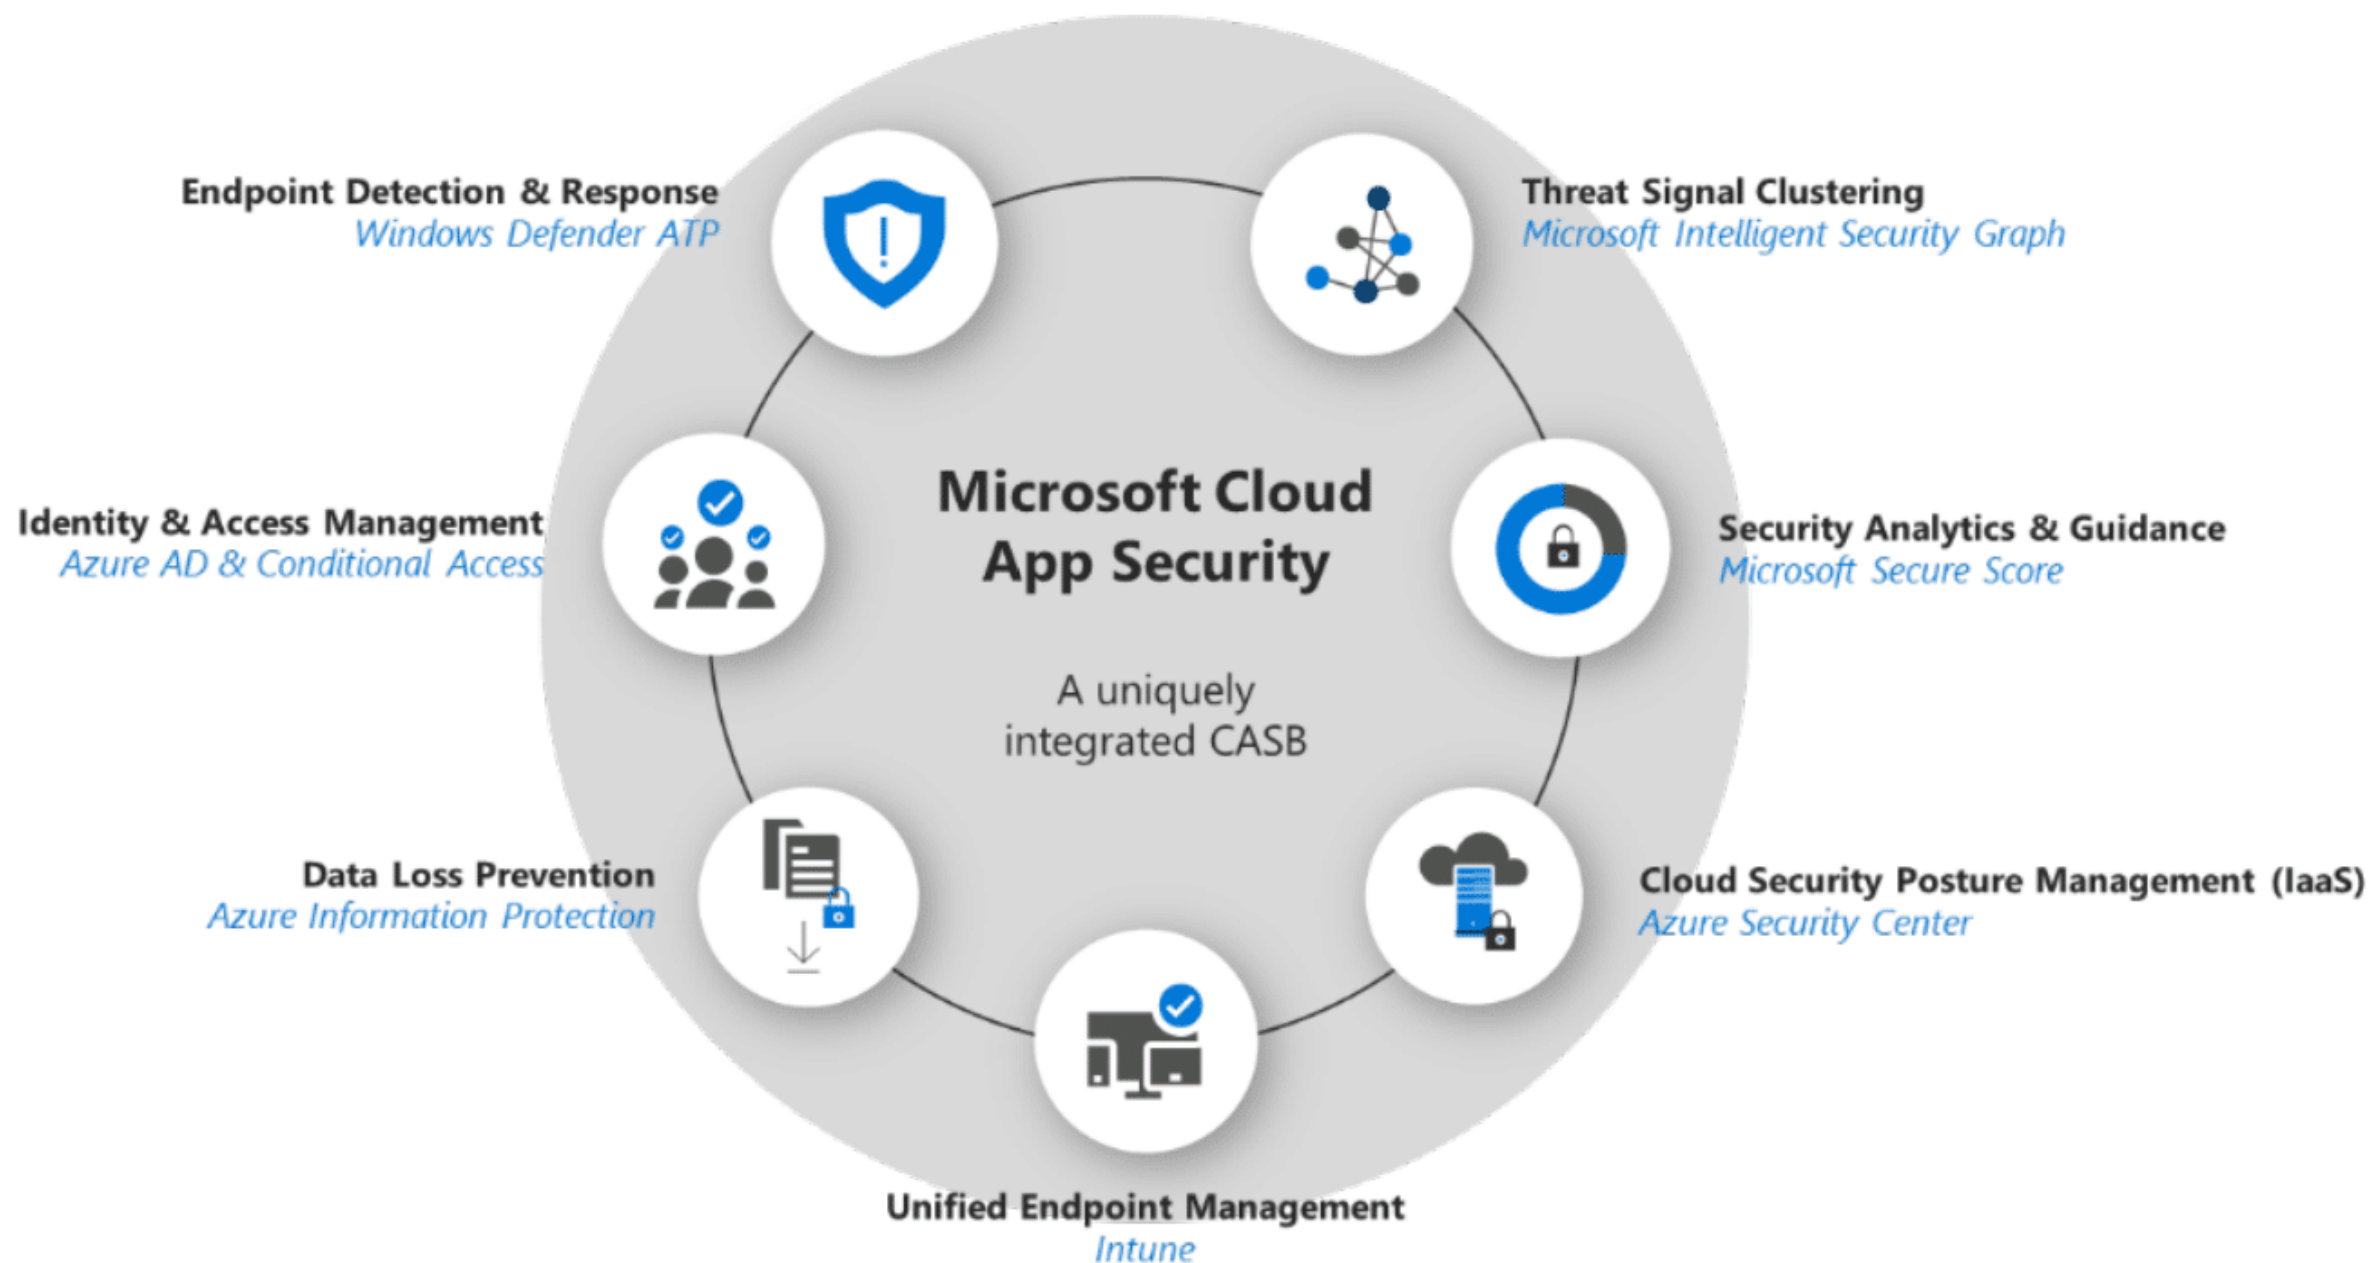 Endpoint Detection & Response
Windows Defender ATP
Threat Signal Clustering
Microsoft Intelligent Security Graph
Identity & Access Management
Azure AD & Conditional Access
Microsoft Cloud
App Security
A uniquely
integrated CASB
Security Analytics & Guidance
Microsoft Secure Score
Data Loss Prevention
Azure Information Protection
Cloud Security Posture Management (IaaS)
Azure Security Center
Unified Endpoint Management
Intune